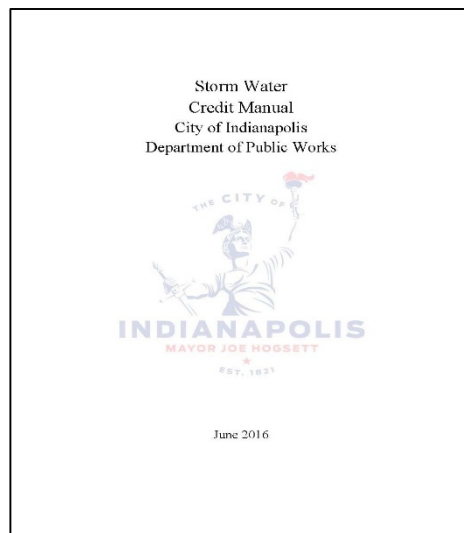 Storm Water
Credit Manual
City of Indianapolis
Department of Public Works
THE CITY OF
INDIANAPOLIS
MAYOR JOE HOGSETT
EST. 1821
June 2016